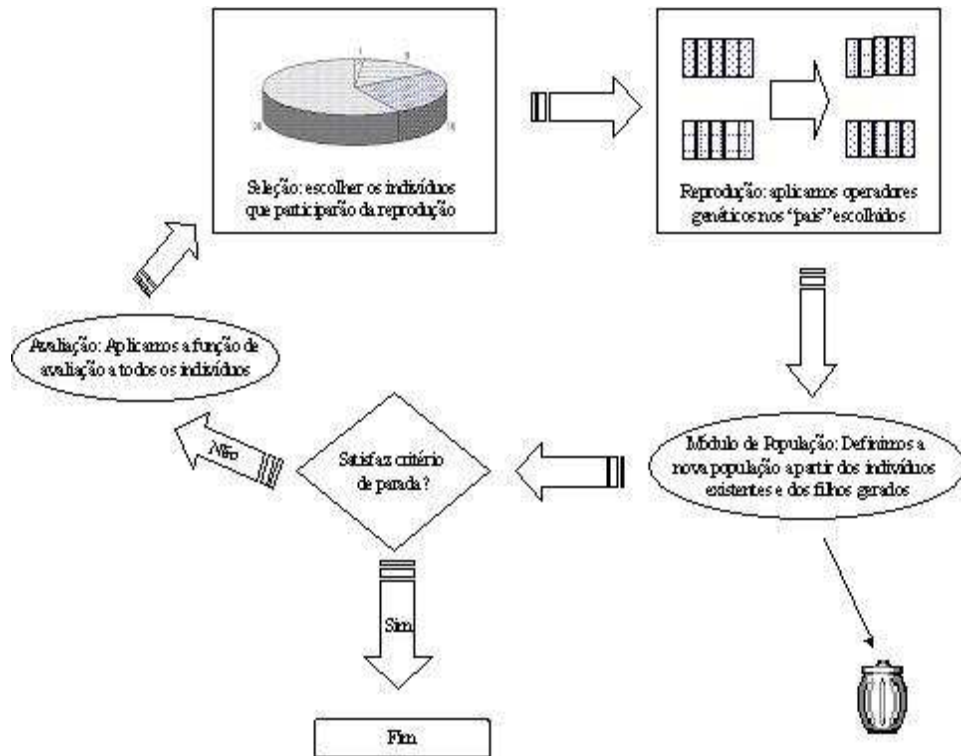 Seleção: escolher os indivíduos
que participarão da reprodução
Reprodução: aplicamos operadores
genéticos nos "pais" escolhidos
Avaliação: Aplicamos a função de
avaliação a todos os indivíduos
Não
Satisfaz critério
de parada?
Módulo de População: Definimos a
nova população a partir dos indivíduos
existentes e dos filhos gerados
Sim
Fim